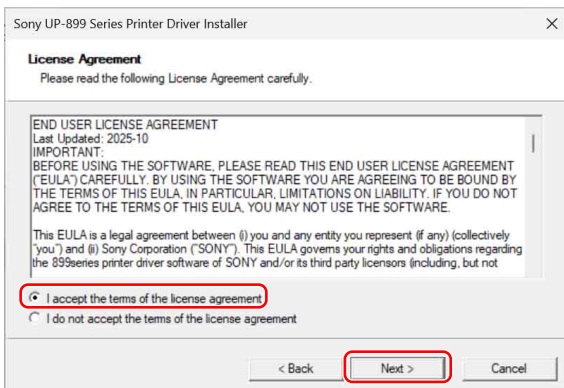 Sony UP-899 Series Printer Driver Installer
License Agreement
Please read the following License Agreement carefully.
END USER LICENSE AGREEMENT
Last Updated: 2025-10
IMPORTANT:
BEFORE USING THE SOFTWARE, PLEASE READ THIS END USER LICENSE AGREEMENT
("EULA") CAREFULLY. BY USING THE SOFTWARE YOU ARE AGREEING TO BE BOUND BY
THE TERMS OF THIS EULA, IN PARTICULAR, LIMITATIONS ON LIABILITY. IF YOU DO NOT
AGREE TO THE TERMS OF THIS EULA, YOU MAY NOT USE THE SOFTWARE.
This EULA is a legal agreement between (i) you and any entity you represent (if any) (collectively
"you") and (ii) Sony Corporation ("SONY"). This EULA governs your rights and obligations regarding
the 899series printer driver software of SONY and/or its third party licensors (including, but not
I accept the terms of the license agreement
I do not accept the terms of the license agreement
< Back Next > Cancel